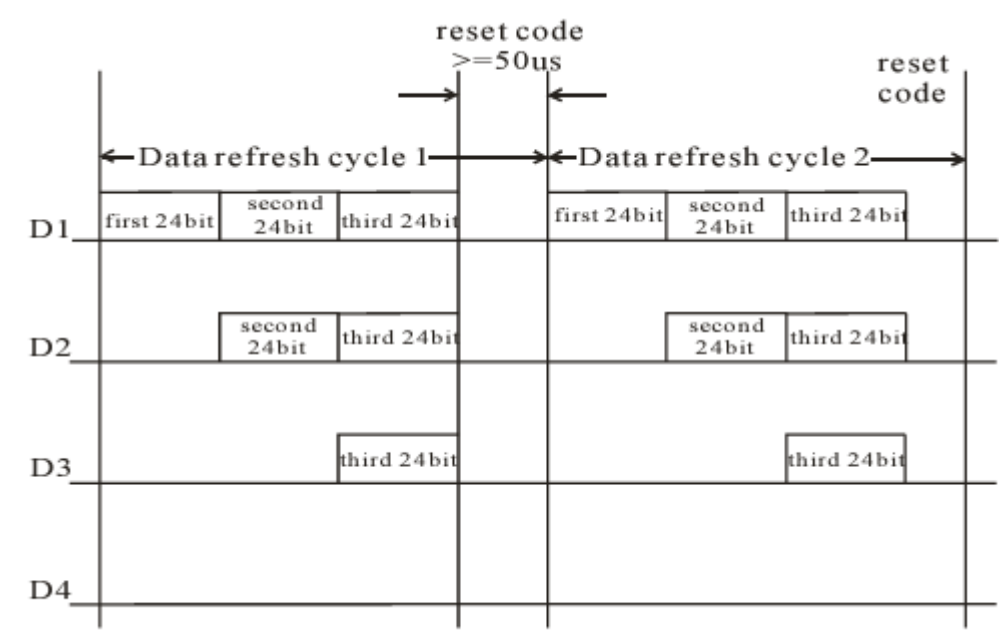 reset code
>=50us
reset
code
Data refresh cycle 1
Data refresh cycle 2
D1
first 24bit
second
24bit
third 24bit
first 24bit
second
24bit
third 24bit
D2
second
24bit
third 24bit
second
24bit
third 24bit
D3
third 24bit
third 24bit
D4